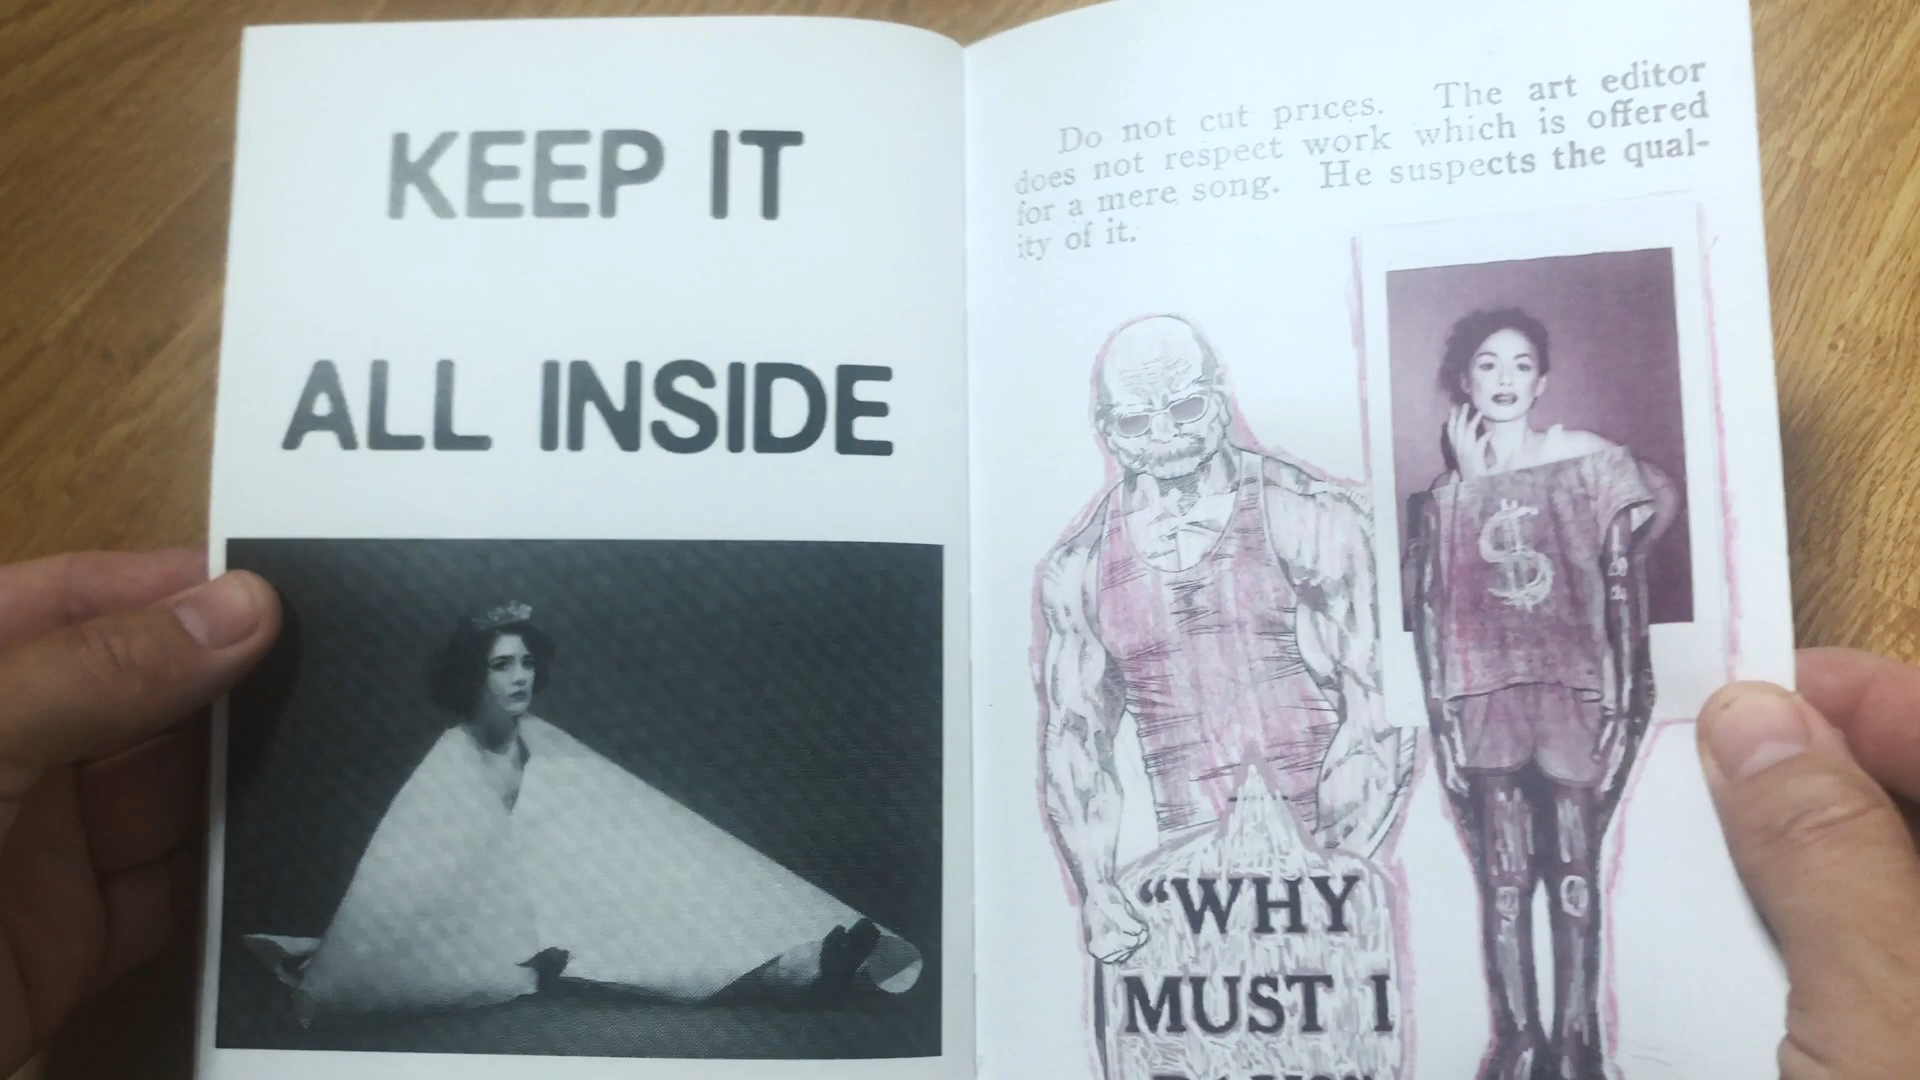 KEEP IT
ALL INSIDE
Do not cut prices. The art editor
does not respect work which is offered
for a mere song. He suspects the qual-
ity of it.
$
"WHY
MUST I